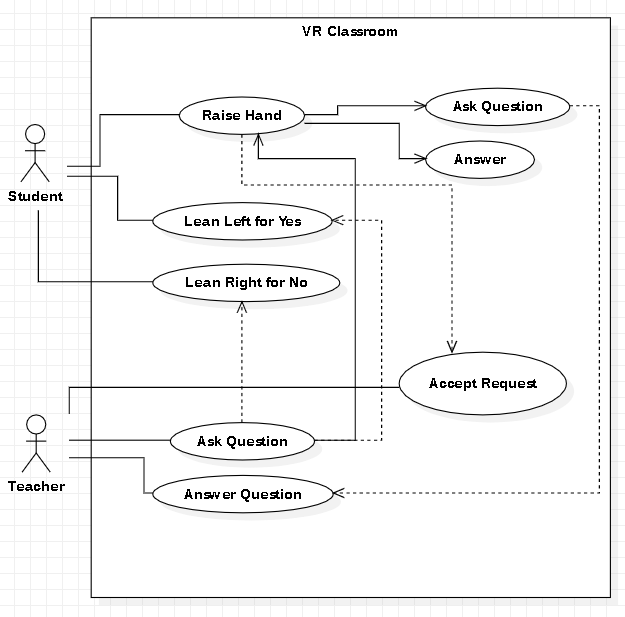 VR Classroom
Raise Hand
Ask Question
Answer
Student
Lean Left for Yes
Lean Right for No
Accept Request
Ask Question
Teacher
Answer Question